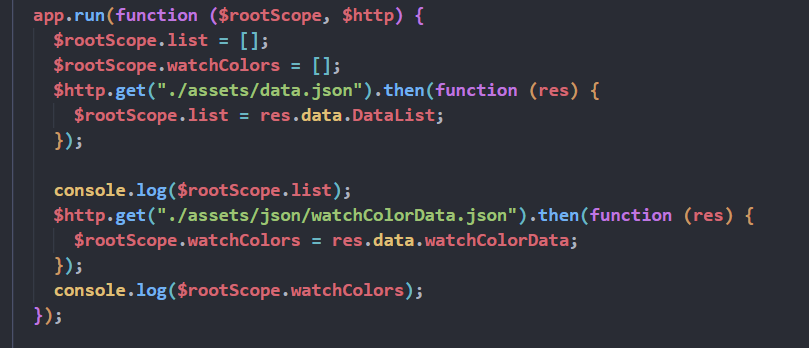 app.run(function ($rootScope, $http) {
$rootScope.list = [];
$rootScope.watchColors = [];
$http.get("./assets/data.json").then(function (res) {
$rootScope.list = res.data.DataList;
});
console.log($rootScope.list);
$http.get("./assets/json/watchColorData.json").then(function (res) {
$rootScope.watchColors = res.data.watchColorData;
});
console.log($rootScope.watchColors);
});